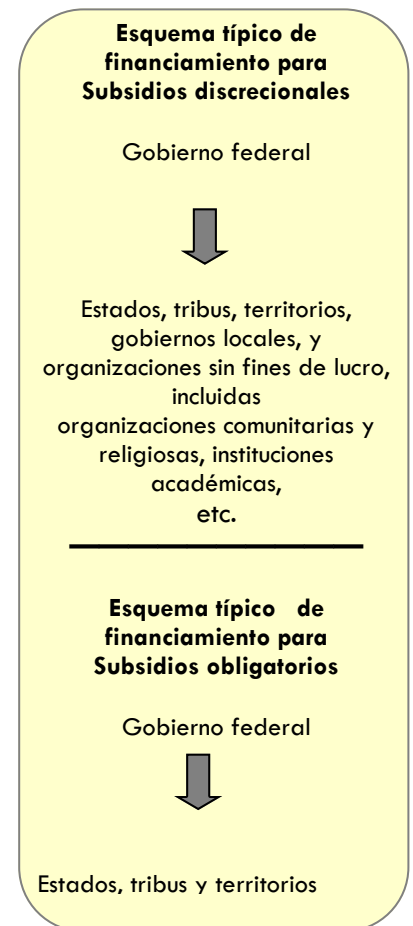 Esquema típico de
financiamiento para
Subsidios discrecionales
Gobierno federal
Estados, tribus, territorios,
gobiernos locales, y
organizaciones sin fines de lucro,
incluidas
organizaciones comunitarias y
religiosas, instituciones
académicas,
etc.
Esquema típico de
financiamiento para
Subsidios obligatorios
Gobierno federal
Estados, tribus y territorios